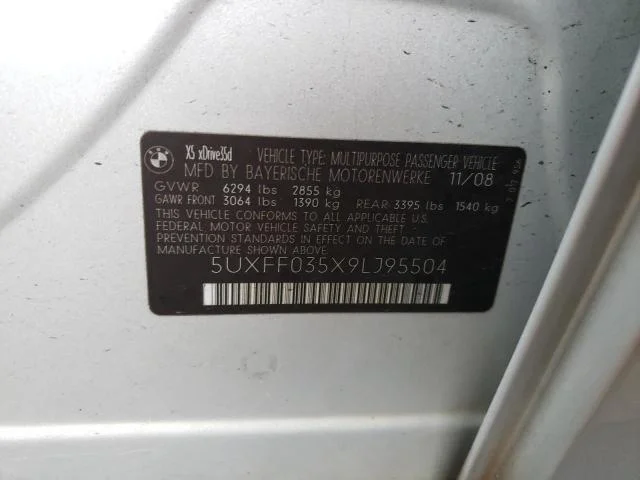 BMW
X5 xDrive35d
VEHICLE TYPE: MULTIPURPOSE PASSENGER VEHICLE
MFD BY BAYERISCHE MOTORENWERKE 11/08
GVWR 6294 lbs 2855 kg
GAWR FRONT 3064 lbs 1390 kg REAR 3395 lbs 1540 kg
THIS VEHICLE CONFORMS TO ALL APPLICABLE U.S.
FEDERAL MOTOR VEHICLE SAFETY AND THEFT
PREVENTION STANDARDS IN EFFECT ON THE DATE OF
MANUFACTURE SHOWN ABOVE.
5UXFF035X9LJ95504